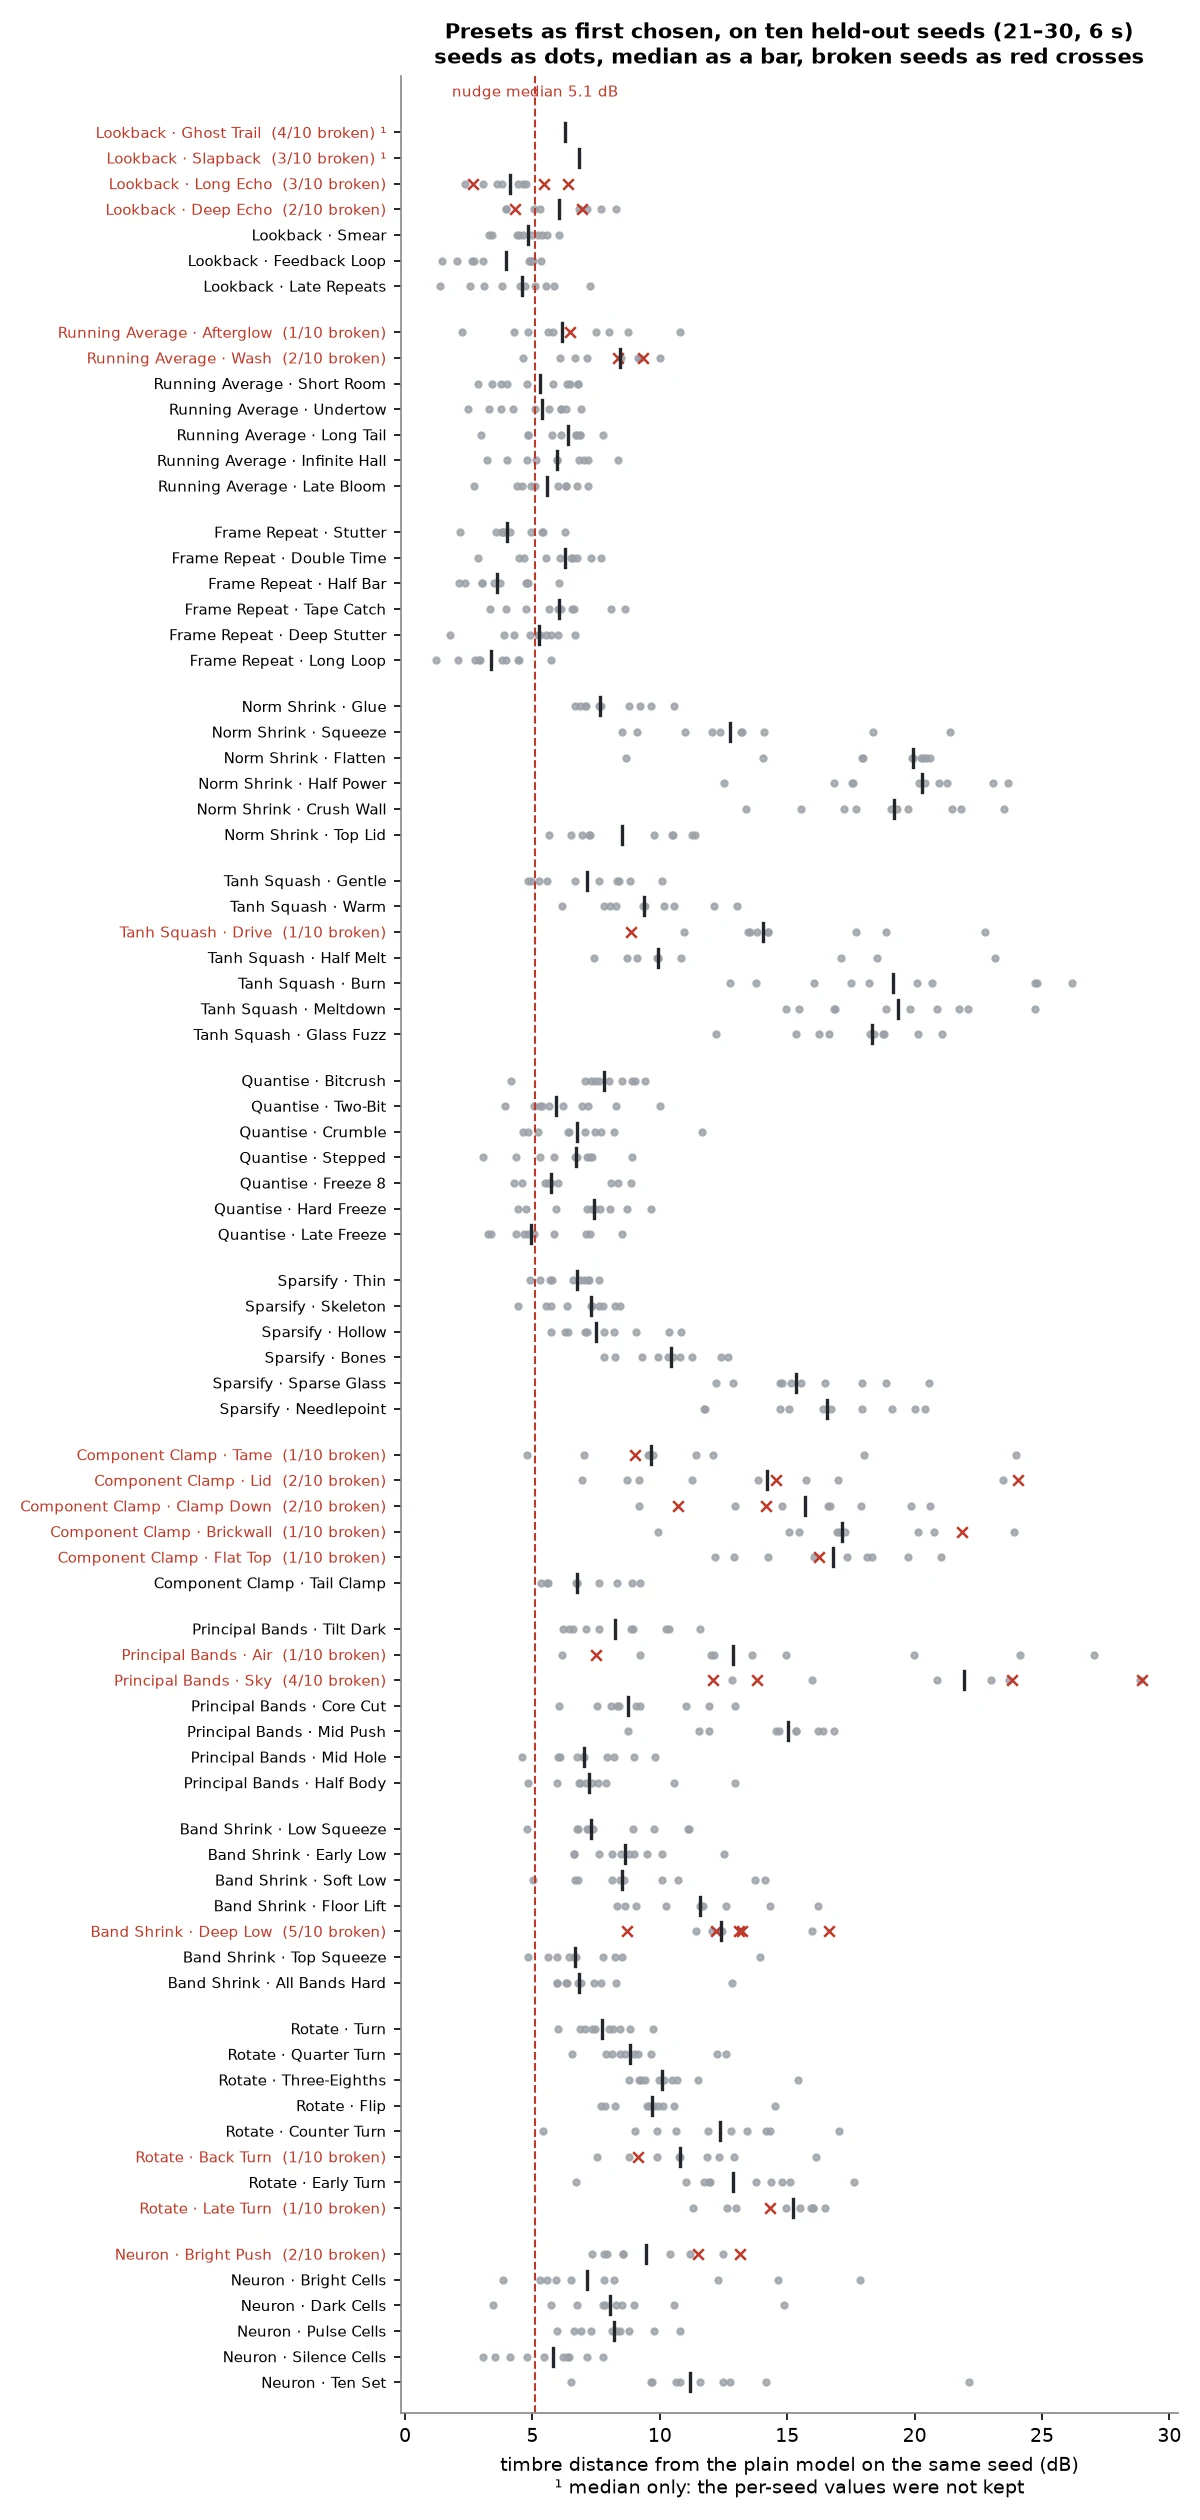 Presets as first chosen, on ten held-out seeds (21–30, 6 s)
seeds as dots, median as a bar, broken seeds as red crosses
nudge median 5.1 dB
Lookback · Ghost Trail (4/10 broken) ¹
Lookback · Slapback (3/10 broken) ¹
Lookback · Long Echo (3/10 broken)
Lookback · Deep Echo (2/10 broken)
Lookback · Smear
Lookback · Feedback Loop
Lookback · Late Repeats
Running Average · Afterglow (1/10 broken)
Running Average · Wash (2/10 broken)
Running Average · Short Room
Running Average · Undertow
Running Average · Long Tail
Running Average · Infinite Hall
Running Average · Late Bloom
Frame Repeat · Stutter
Frame Repeat · Double Time
Frame Repeat · Half Bar
Frame Repeat · Tape Catch
Frame Repeat · Deep Stutter
Frame Repeat · Long Loop
Norm Shrink · Glue
Norm Shrink · Squeeze
Norm Shrink · Flatten
Norm Shrink · Half Power
Norm Shrink · Crush Wall
Norm Shrink · Top Lid
Tanh Squash · Gentle
Tanh Squash · Warm
Tanh Squash · Drive (1/10 broken)
Tanh Squash · Half Melt
Tanh Squash · Burn
Tanh Squash · Meltdown
Tanh Squash · Glass Fuzz
Quantise · Bitcrush
Quantise · Two-Bit
Quantise · Crumble
Quantise · Stepped
Quantise · Freeze 8
Quantise · Hard Freeze
Quantise · Late Freeze
Sparsify · Thin
Sparsify · Skeleton
Sparsify · Hollow
Sparsify · Bones
Sparsify · Sparse Glass
Sparsify · Needlepoint
Component Clamp · Tame (1/10 broken)
Component Clamp · Lid (2/10 broken)
Component Clamp · Clamp Down (2/10 broken)
Component Clamp · Brickwall (1/10 broken)
Component Clamp · Flat Top (1/10 broken)
Component Clamp · Tail Clamp
Principal Bands · Tilt Dark
Principal Bands · Air (1/10 broken)
Principal Bands · Sky (4/10 broken)
Principal Bands · Core Cut
Principal Bands · Mid Push
Principal Bands · Mid Hole
Principal Bands · Half Body
Band Shrink · Low Squeeze
Band Shrink · Early Low
Band Shrink · Soft Low
Band Shrink · Floor Lift
Band Shrink · Deep Low (5/10 broken)
Band Shrink · Top Squeeze
Band Shrink · All Bands Hard
Rotate · Turn
Rotate · Quarter Turn
Rotate · Three-Eighths
Rotate · Flip
Rotate · Counter Turn
Rotate · Back Turn (1/10 broken)
Rotate · Early Turn
Rotate · Late Turn (1/10 broken)
Neuron · Bright Push (2/10 broken)
Neuron · Bright Cells
Neuron · Dark Cells
Neuron · Pulse Cells
Neuron · Silence Cells
Neuron · Ten Set
0 5 10 15 20 25 30
timbre distance from the plain model on the same seed (dB)
¹ median only: the per-seed values were not kept